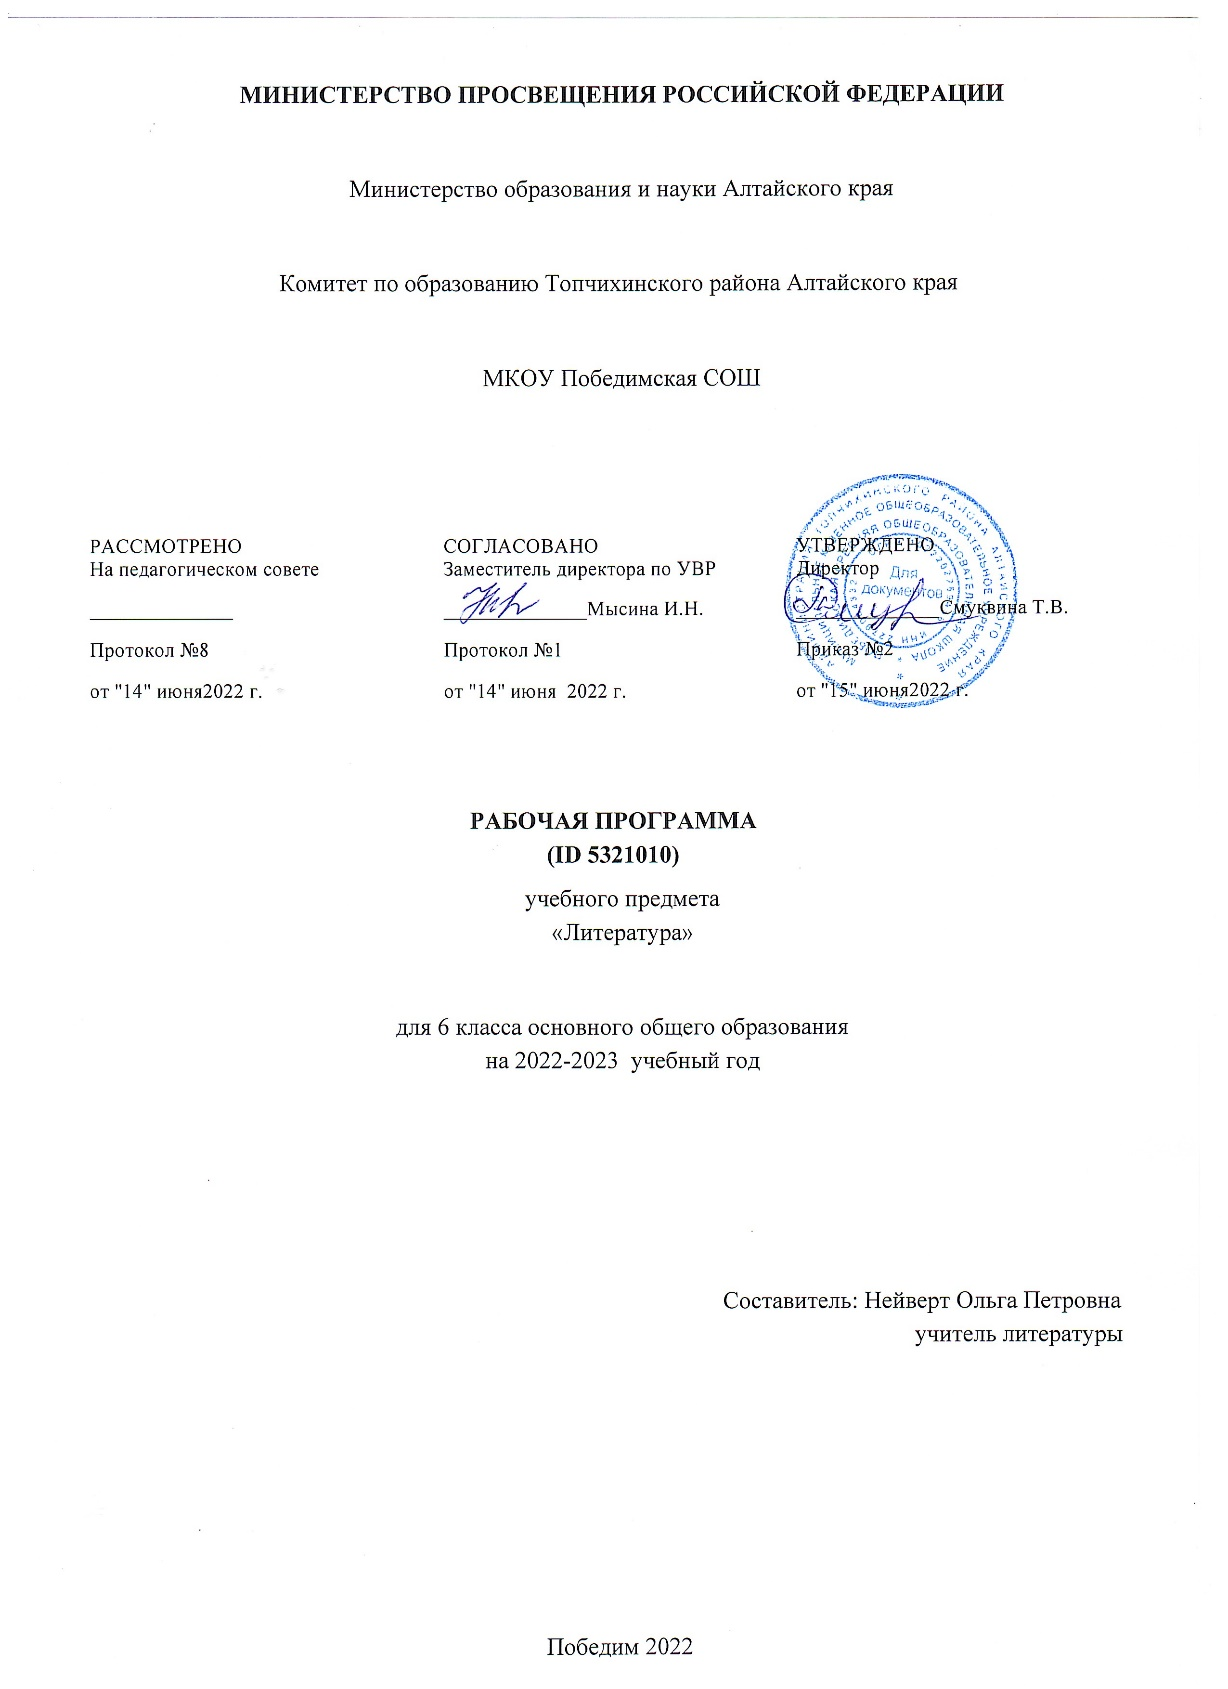 МИНИСТЕРСТВО ПРОСВЕЩЕНИЯ РОССИЙСКОЙ ФЕДЕРАЦИИ
Министерство образования и науки Алтайского края
Комитет по образованию Топчихинского района Алтайского края
МКОУ Победимская СОШ
РАССМОТРЕНО
На педагогическом совете
Протокол №8
от "14" июня2022 г.
СОГЛАСОВАНО
Заместитель директора по УВР
Мысина И.Н.
Протокол №1
от "14" июня  2022 г.
УТВЕРЖДЕНО
Директор
Смуквина Т.В.
Приказ №2
от "15" июня2022 г.
Для
документов
РАБОЧАЯ ПРОГРАММА
(ID 5321010)
учебного предмета
«Литература»
для 6 класса основного общего образования
на 2022-2023  учебный год
Составитель: Нейверт Ольга Петровна
учитель литературы
Победим 2022